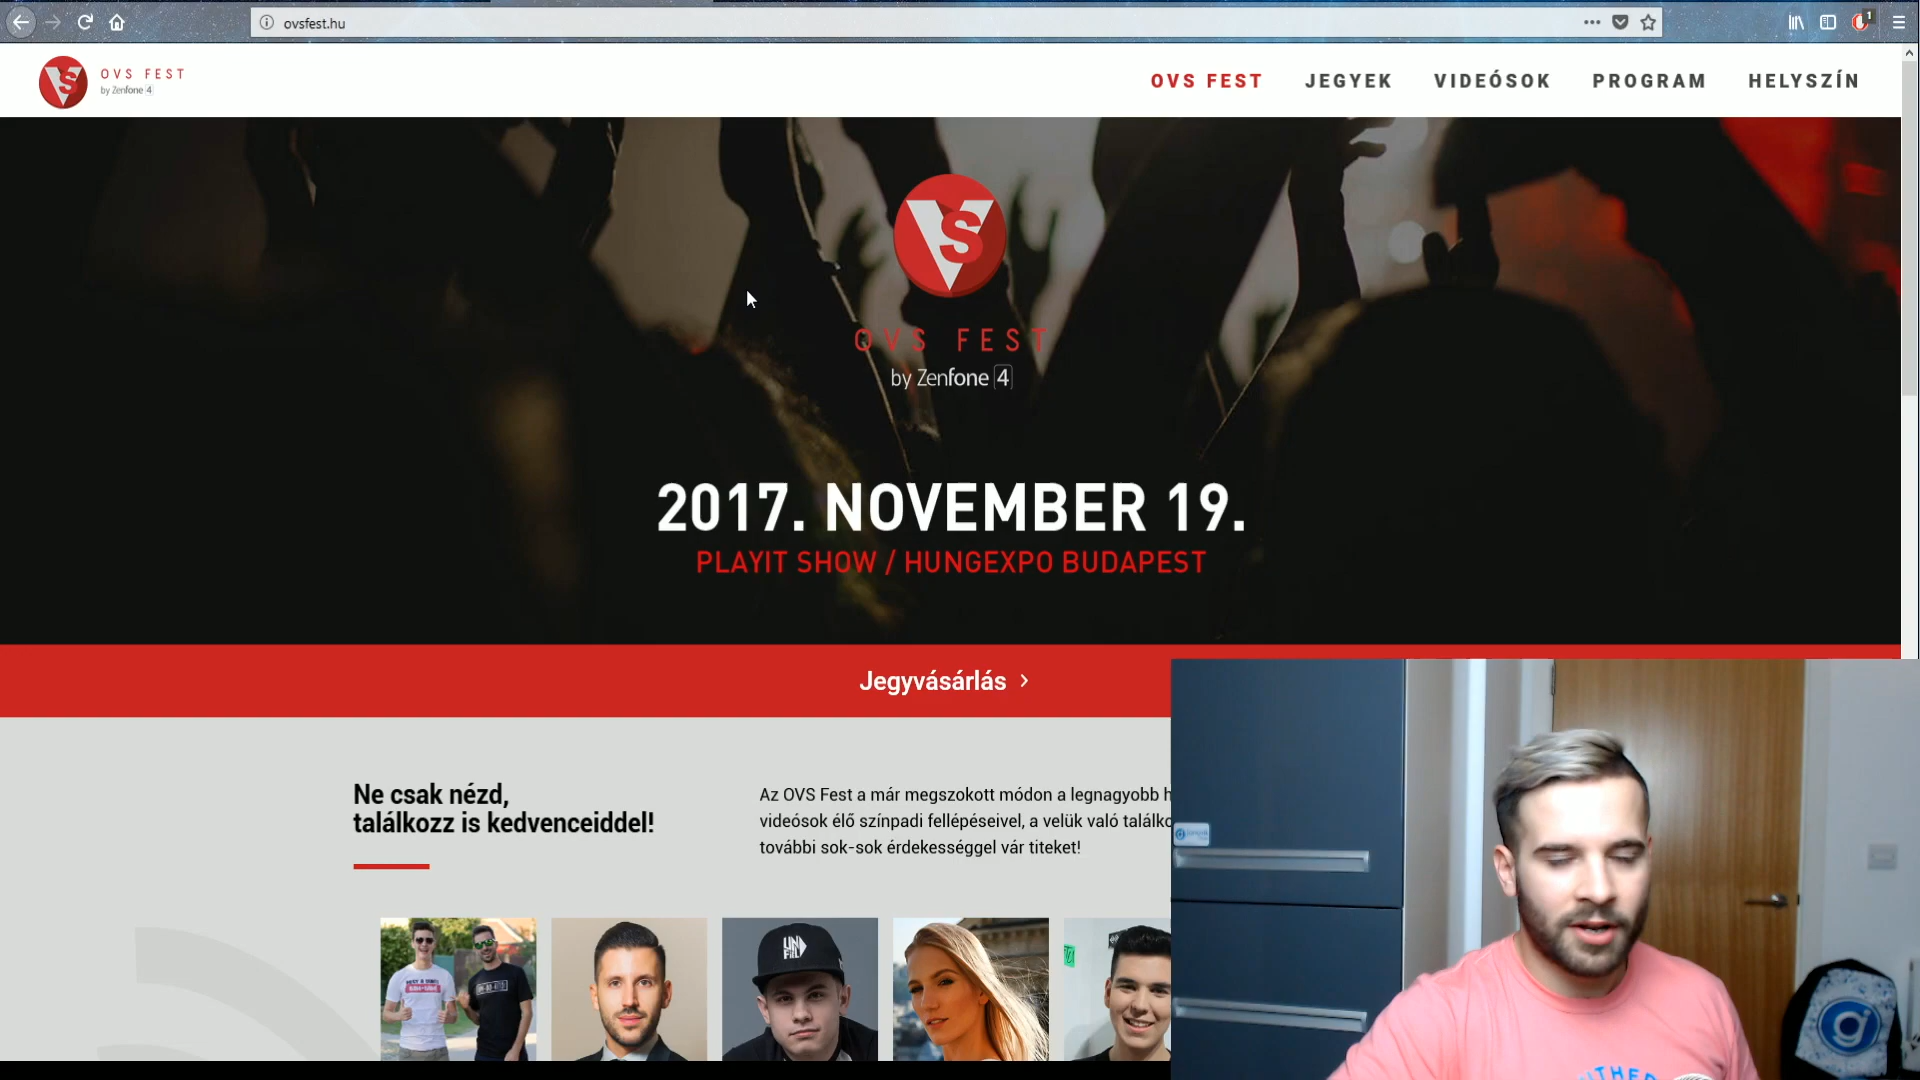 ovsfest.hu
1
OVS FEST
by Zenfone 4
OVS FEST
JEGYEK
VIDEÓSOK
PROGRAM
HELYSZÍN
VS
OVS FEST
by Zenfone 4
2017. NOVEMBER 19.
PLAYIT SHOW / HUNGEXPO BUDAPEST
Jegyvásárlás
Ne csak nézd,
találkozz is kedvenceiddel!
Az OVS Fest a már megszokott módon a legnagyobb
videósok élő színpadi fellépéseivel, a velük való
további sok-sok érdekességgel vár titeket!